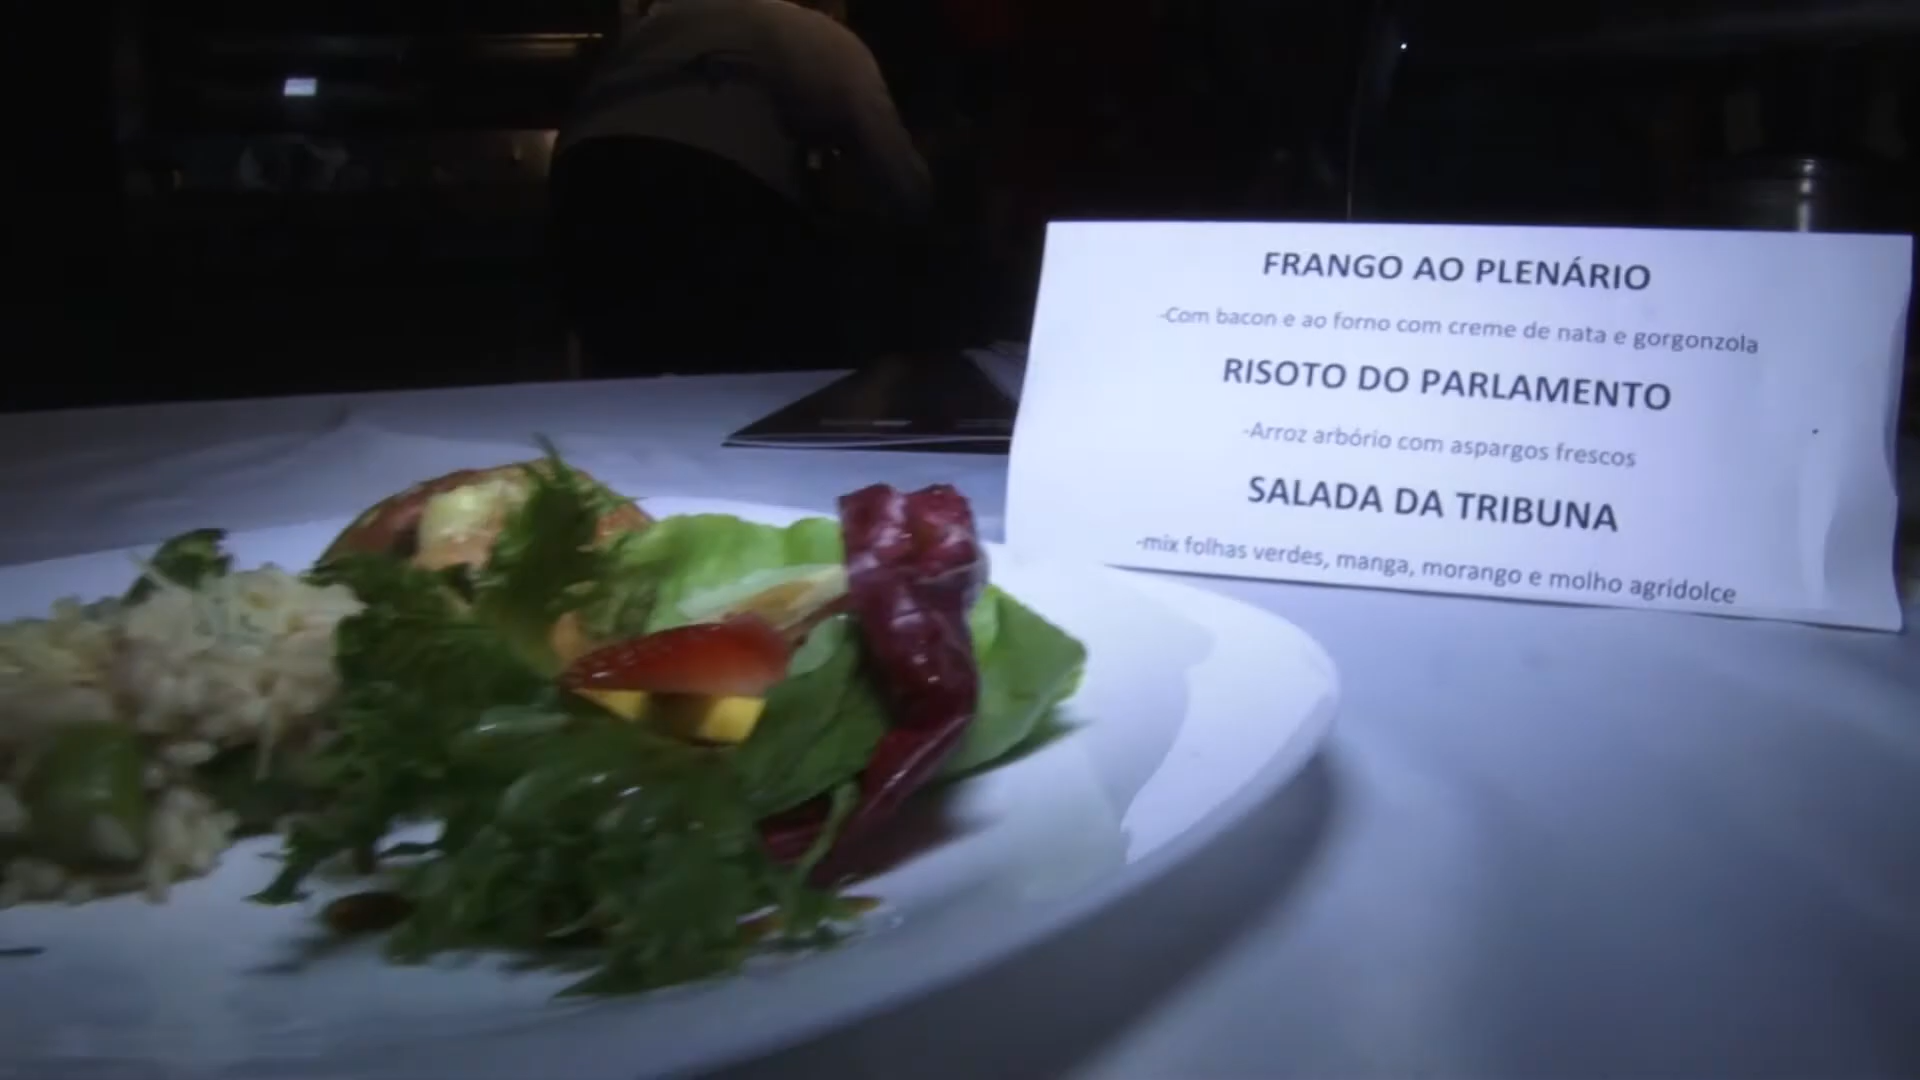 FRANGO AO PLENÁRIO
-Com bacon e ao forno com creme de nata e gorgonzola
RISOTO DO PARLAMENTO
-Arroz arbório com aspargos frescos
SALADA DA TRIBUNA
-mix folhas verdes, manga, morango e molho agridolce